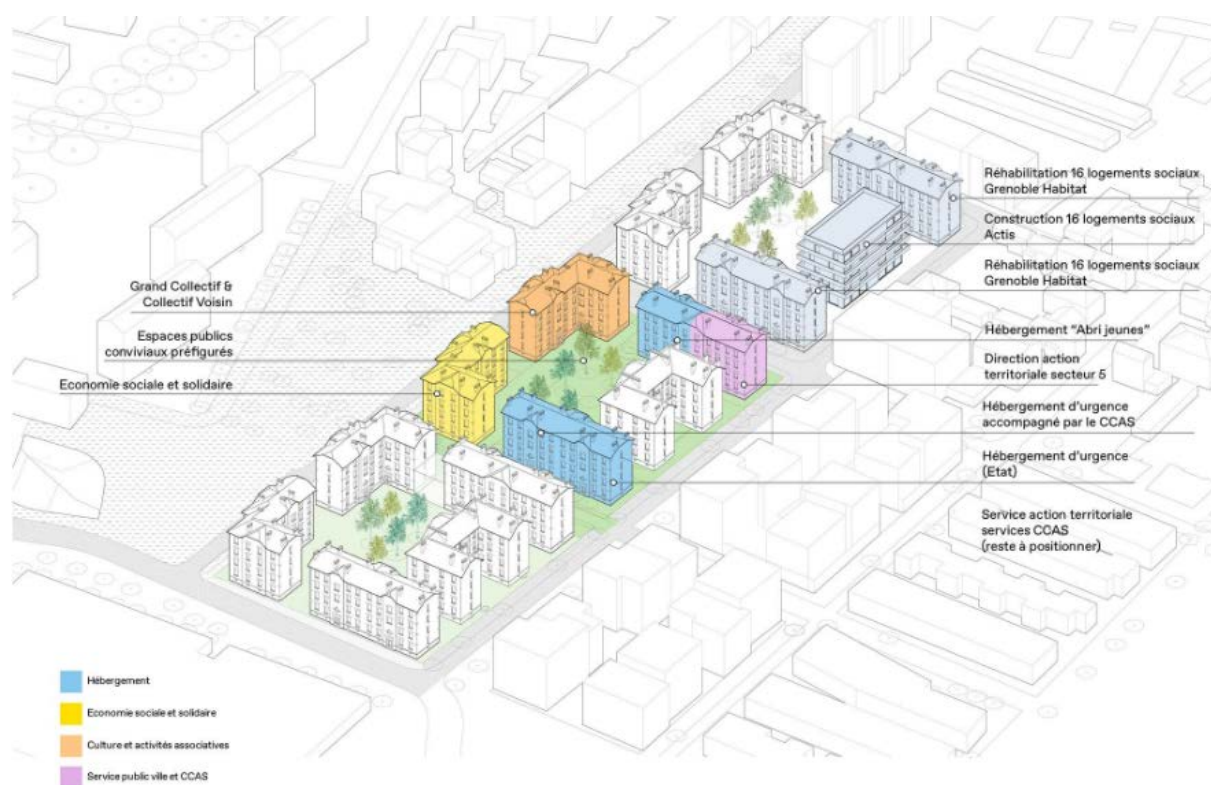 Grand Collectif &
Collectif Voisin
Espaces publics
conviviaux préfigurés
Economie sociale et solidaire
Réhabilitation 16 logements sociaux
Grenoble Habitat
Construction 16 logements sociaux
Actis
Réhabilitation 16 logements sociaux
Grenoble Habitat
Hébergement "Abri jeunes"
Direction action
territoriale secteur 5
Hébergement d'urgence
accompagné par le CCAS
Hébergement d'urgence
(Etat)
Service action territoriale
services CCAS
(reste à positionner)
Hébergement
Economie sociale et solidaire
Culture et activités associatives
Service public ville et CCAS